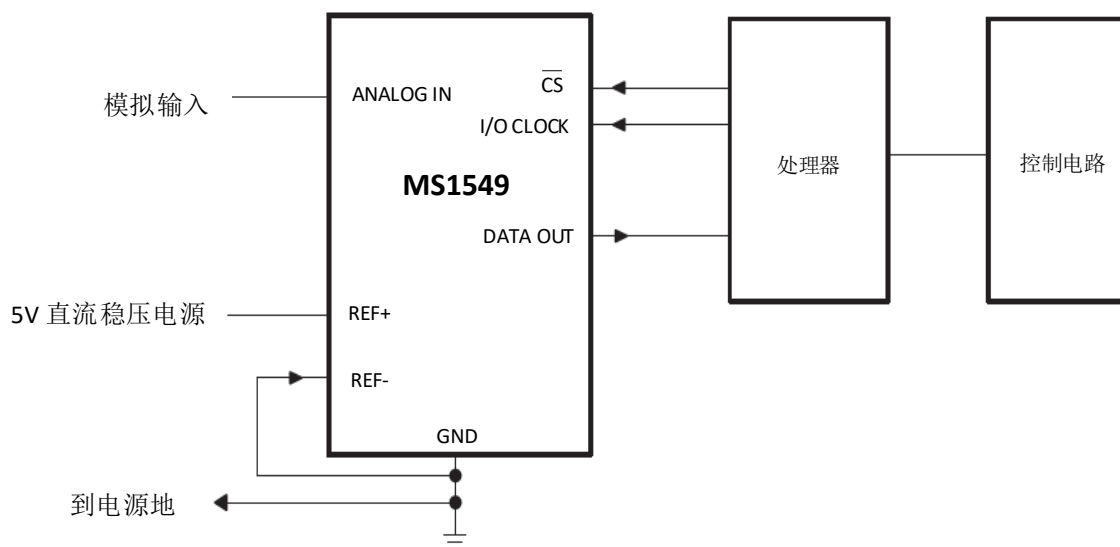 模拟输入
ANALOG IN
CS
I/O CLOCK
MS1549
DATA OUT
处理器
控制电路
5V 直流稳压电源
REF+
REF-
GND
到电源地